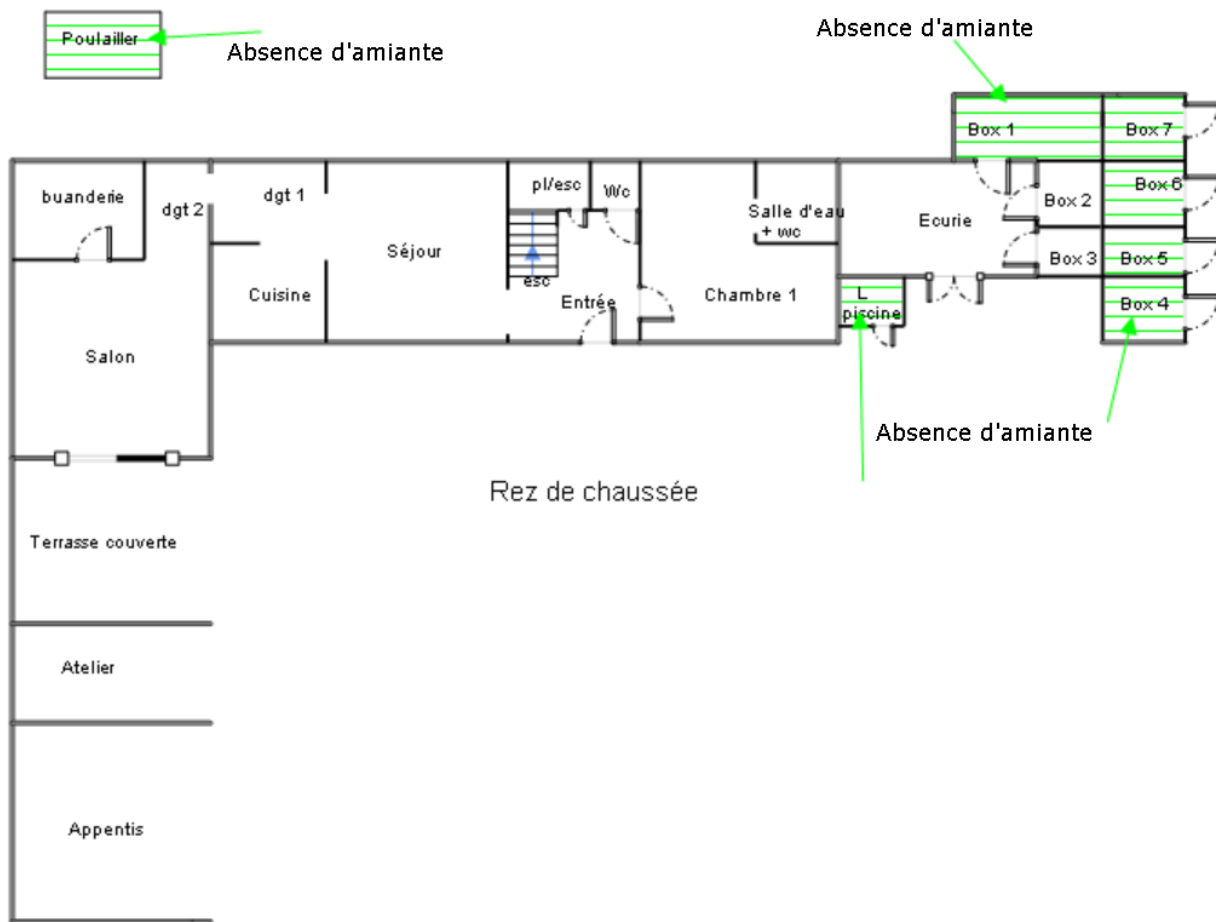 Poulailler
Absence d'amiante
Absence d'amiante
Box 1
Box 7
buanderie
dgt 2
dgt 1
pl/esc
Wc
Salle d'eau
+ wc
Ecurie
Box 2
Box 6
Séjour
Box 3
Box 5
Cuisine
esc
Entrée
Chambre 1
L
piscine
Box 4
Salon
Absence d'amiante
Rez de chaussée
Terrasse couverte
Atelier
Appentis